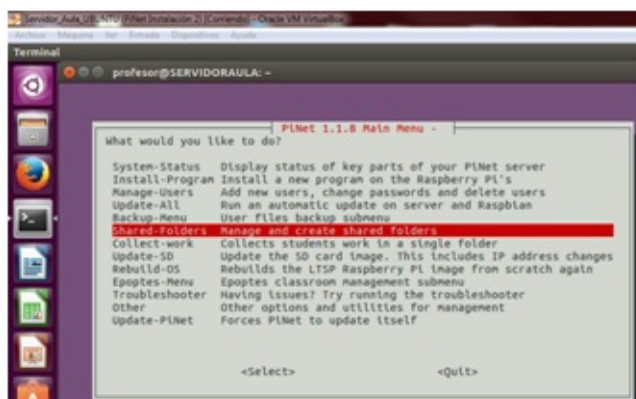 Servidor_Aula_UBUNTU (PiNet Instalación 2) [Corriendo] - Oracle VM VirtualBox
Archivo Máquina Ver Entrada Dispositivos Ayuda
Terminal
profesor@SERVIDORAULA: ~
PiNet 1.1.8 Main Menu -
What would you like to do?
System-Status Display status of key parts of your PiNet server
Install-Program Install a new program on the Raspberry Pi's
Manage-Users Add new users, change passwords and delete users
Update-All Run an automatic update on server and Raspbian
Backup-Menu User files backup submenu
Shared-Folders Manage and create shared folders
Collect-work Collects students work in a single folder
Update-SD Update the SD card image. This includes IP address changes
Rebuild-OS Rebuilds the LTSP Raspberry Pi image from scratch again
Epoptes-Menu Epoptes classroom management submenu
Troubleshooter Having issues? Try running the troubleshooter
Other Other options and utilities for management
Update-PiNet Forces PiNet to update itself
<Select> <Quit>